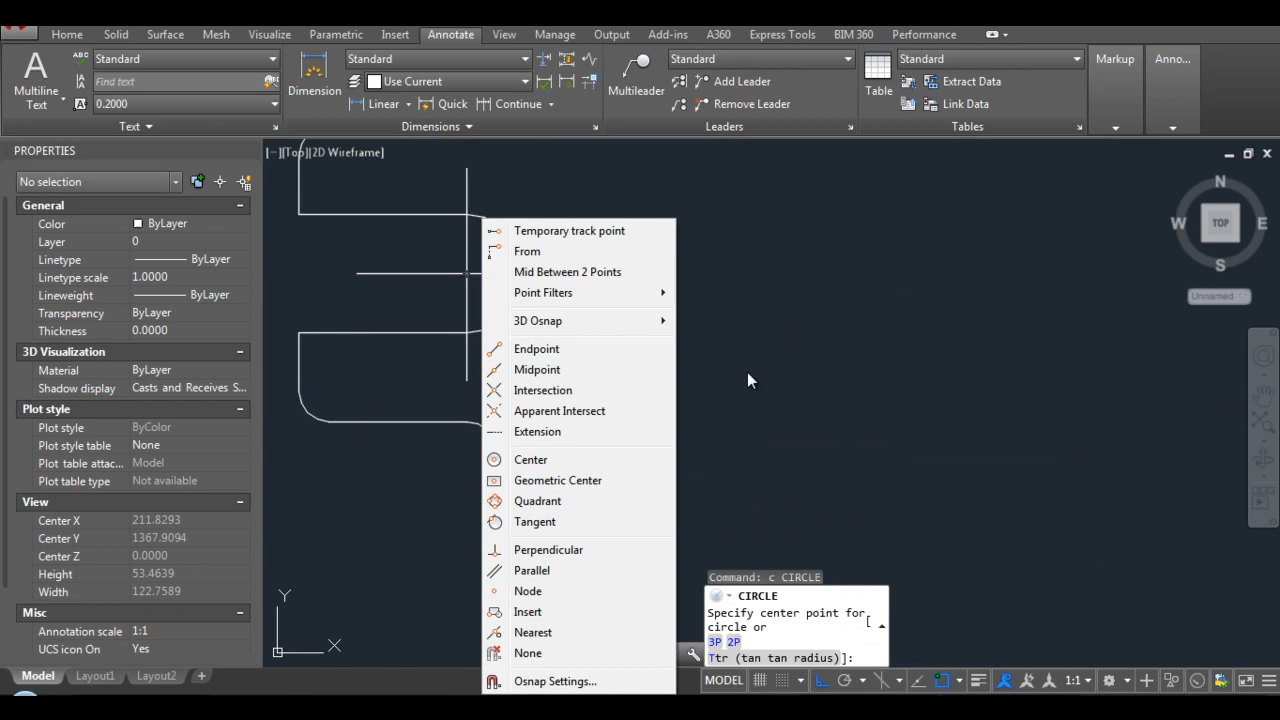 Home Solid Surface Mesh Visualize Parametric Insert Annotate View Manage Output Add-ins A360 Express Tools BIM 360 Performance
Multiline
Text
ABC
Standard
Find text
0.2000
Text
Dimension
Standard
Use Current
Linear Quick Continue
Dimensions
Multileader
Standard
Add Leader
Remove Leader
Leaders
Table
Standard
Extract Data
Link Data
Tables
Markup
Anno...
PROPERTIES
No selection
General
Color ByLayer
Layer 0
Linetype ByLayer
Linetype scale 1.0000
Lineweight ByLayer
Transparency ByLayer
Thickness 0.0000
3D Visualization
Material ByLayer
Shadow display Casts and Receives S...
Plot style
Plot style ByColor
Plot style table None
Plot table attac... Model
Plot table type Not available
View
Center X 211.8293
Center Y 1367.9094
Center Z 0.0000
Height 53.4639
Width 122.7589
Misc
Annotation scale 1:1
UCS icon On Yes
[−][Top][2D Wireframe]
Temporary track point
From
Mid Between 2 Points
Point Filters
3D Osnap
Endpoint
Midpoint
Intersection
Apparent Intersect
Extension
Center
Geometric Center
Quadrant
Tangent
Perpendicular
Parallel
Node
Insert
Nearest
None
Osnap Settings...
N
W TOP E
S
Unnamed
Y
X
Command: c CIRCLE
CIRCLE
Specify center point for
circle or [
3P 2P
Ttr (tan tan radius)]:
Model Layout1 Layout2 +
MODEL 1:1